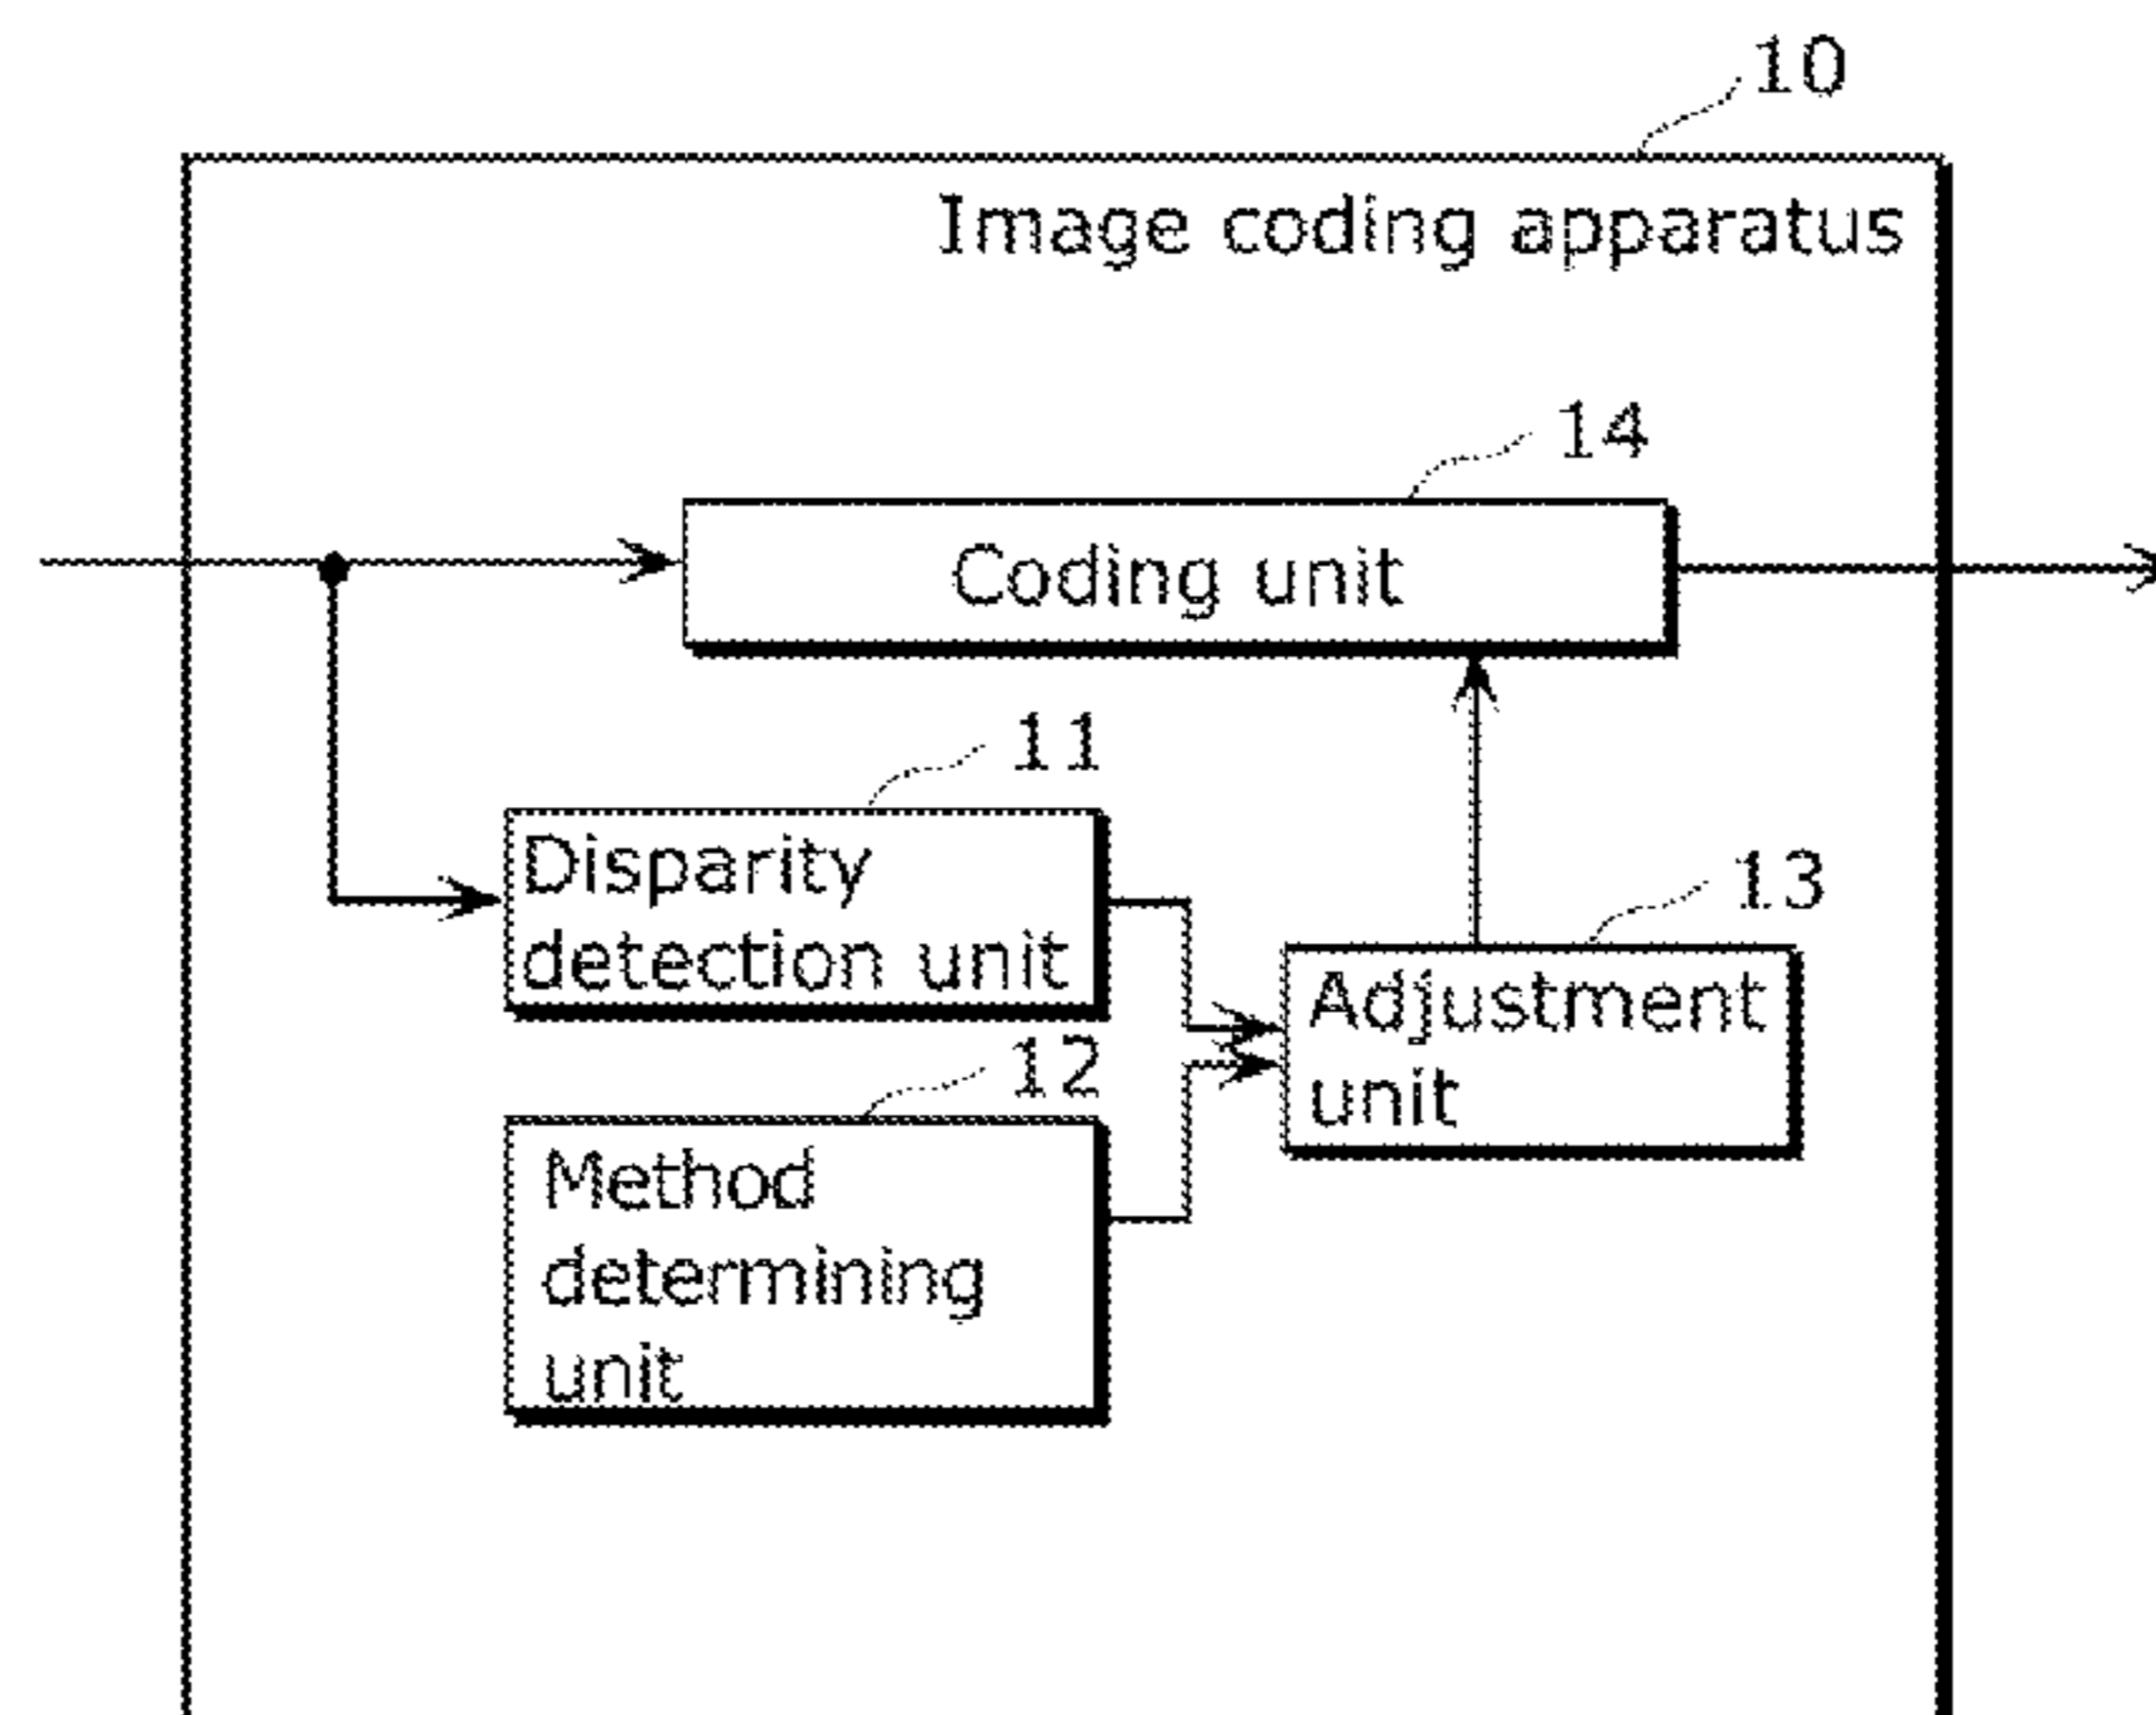 10
Image coding apparatus
14
Coding unit
11
Disparity
detection unit
13
Adjustment
unit
12
Method
determining
unit